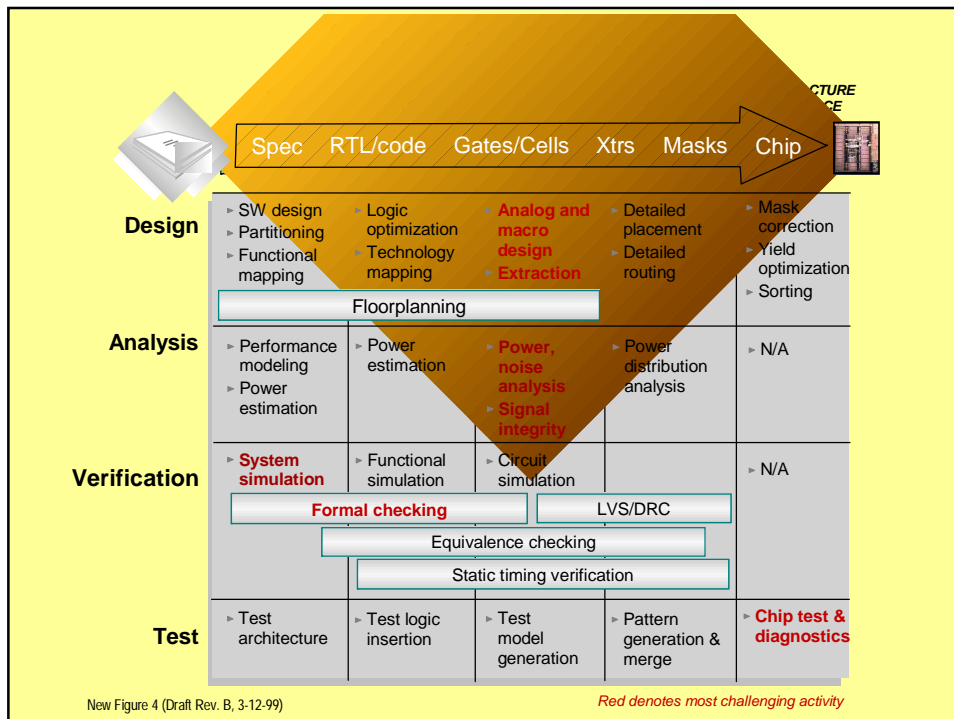 CTURE
CE
Spec RTL/code Gates/Cells Xtrs Masks Chip
Design
SW design
Partitioning
Functional
mapping
Logic
optimization
Technology
mapping
Analog and
macro
design
Extraction
Detailed
placement
Detailed
routing
Mask
correction
Yield
optimization
Sorting
Floorplanning
Analysis
Performance
modeling
Power
estimation
Power
estimation
Power,
noise
analysis
Signal
integrity
Power
distribution
analysis
N/A
Verification
System
simulation
Functional
simulation
Circuit
simulation
N/A
Formal checking
LVS/DRC
Equivalence checking
Static timing verification
Test
Test
architecture
Test logic
insertion
Test
model
generation
Pattern
generation &
merge
Chip test &
diagnostics
New Figure 4 (Draft Rev. B, 3-12-99)
Red denotes most challenging activity